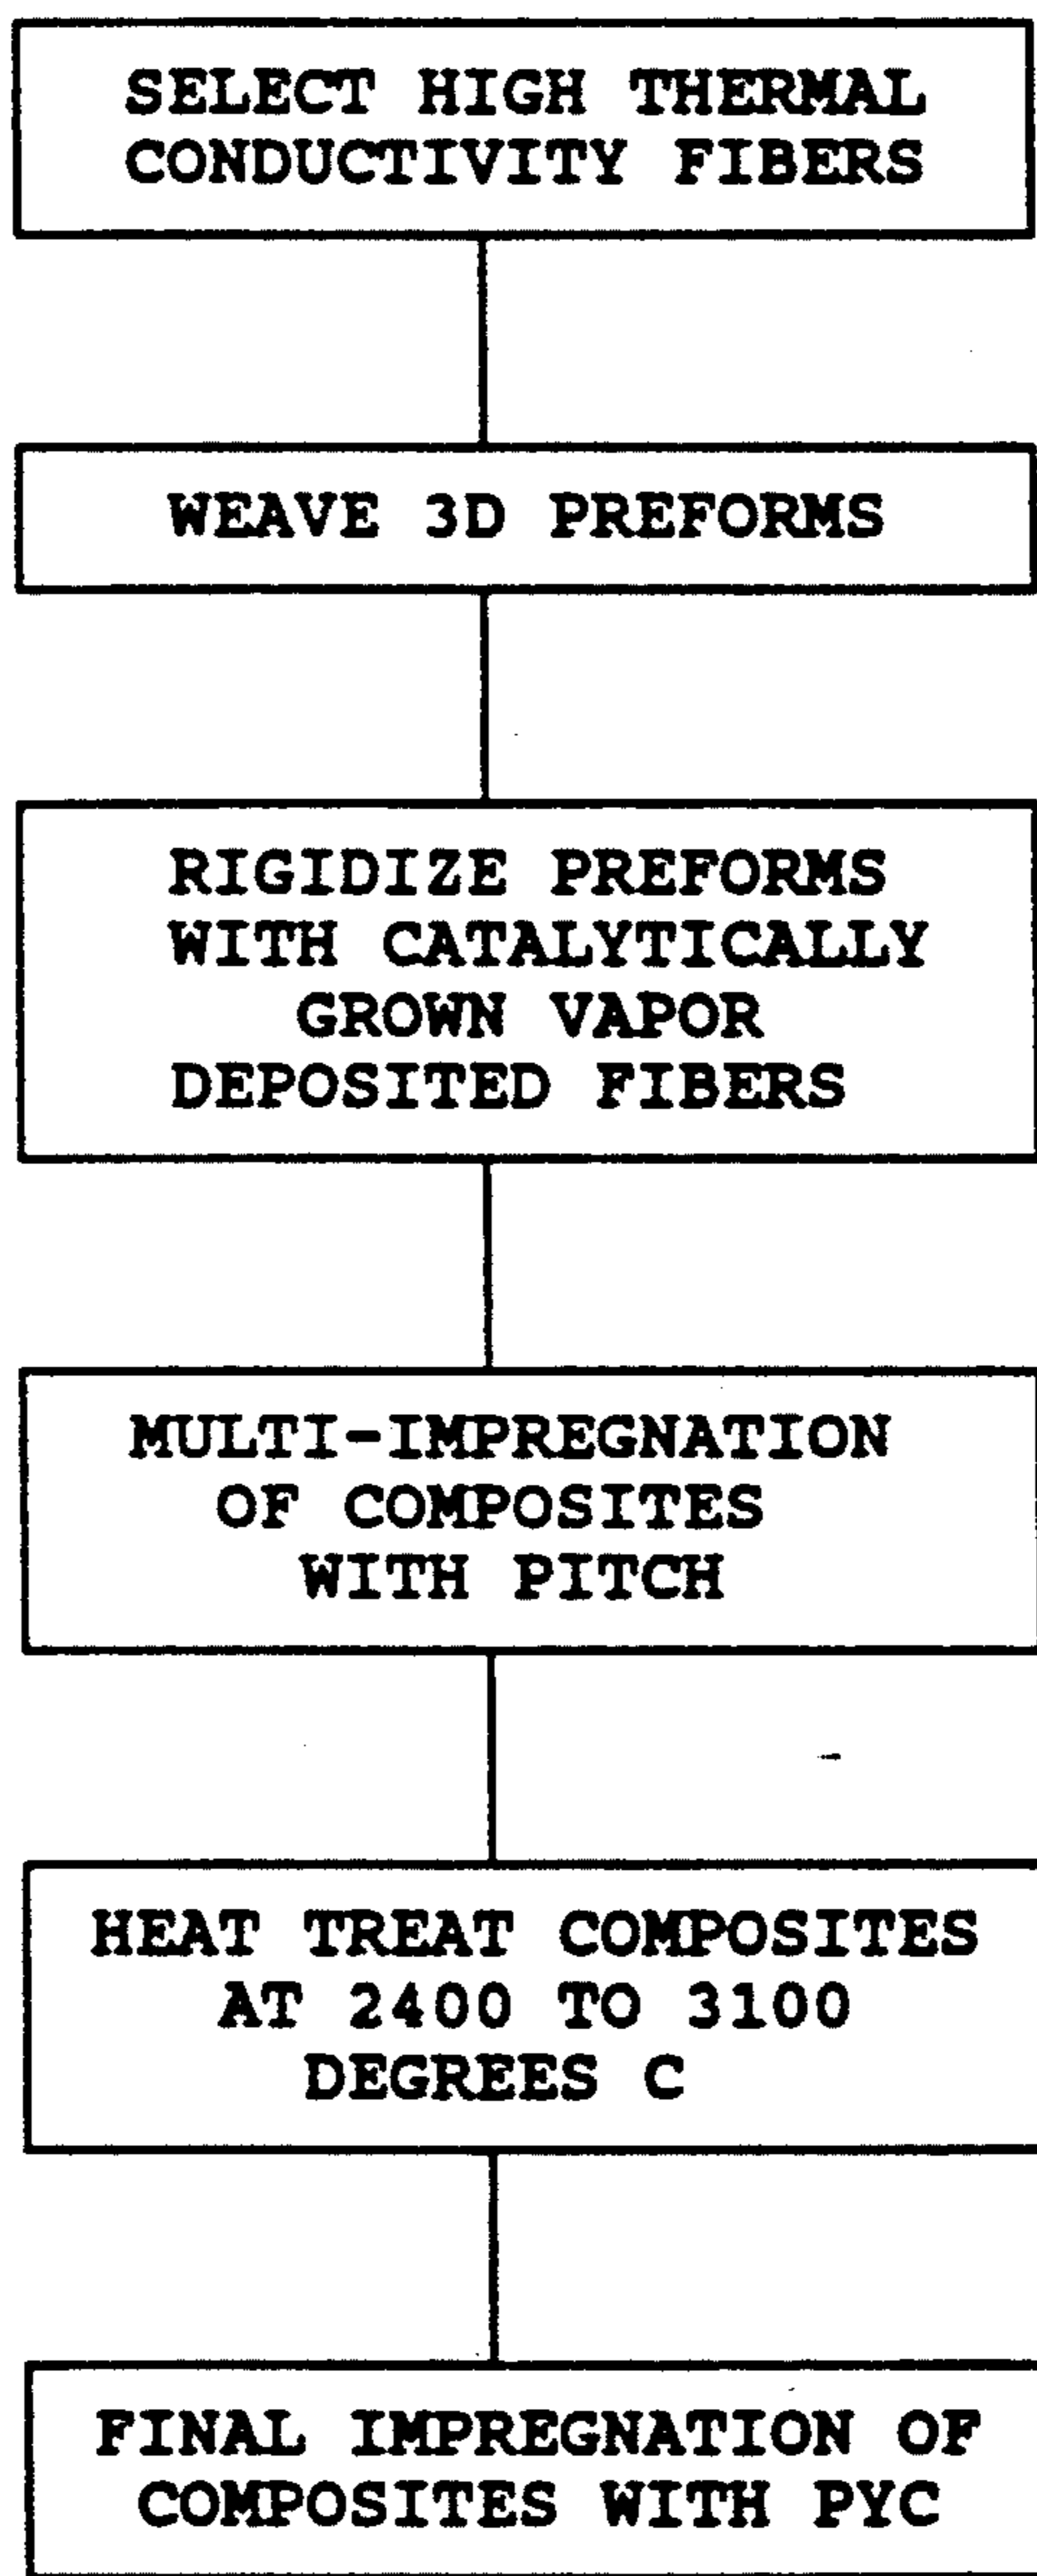 SELECT HIGH THERMAL
CONDUCTIVITY FIBERS
WEAVE 3D PREFORMS
RIGIDIZE PREFORMS
WITH CATALYTICALLY
GROWN VAPOR
DEPOSITED FIBERS
MULTI-IMPREGNATION
OF COMPOSITES
WITH PITCH
HEAT TREAT COMPOSITES
AT 2400 TO 3100
DEGREES C
FINAL IMPREGNATION OF
COMPOSITES WITH PYC